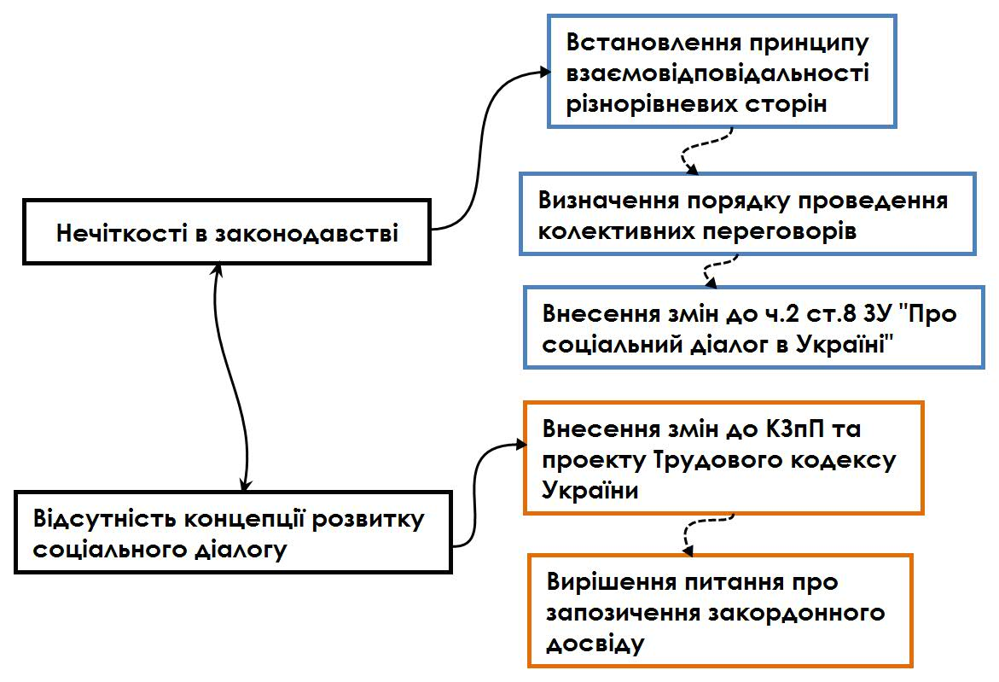 Встановлення принципу
взаємовідповідальності
різнорівневих сторін
Визначення порядку проведення
колективних переговорів
Нечіткості в законодавстві
Внесення змін до ч.2 ст.8 ЗУ "Про
соціальний діалог в Україні"
Внесення змін до КЗпП та
проекту Трудового кодексу
України
Відсутність концепції розвитку
соціального діалогу
Вирішення питання про
запозичення закордонного
досвіду